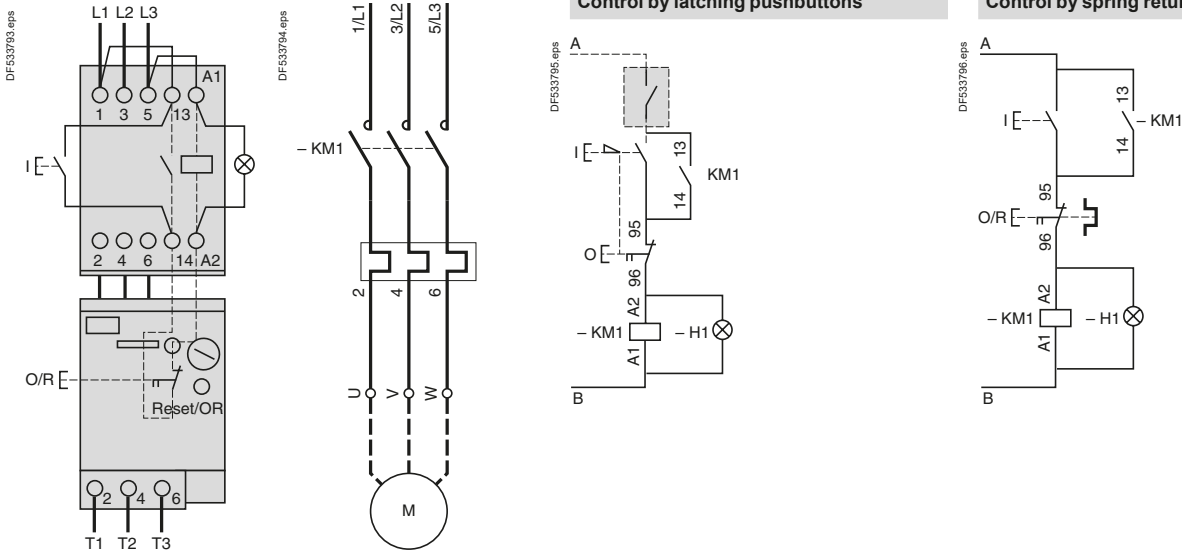 DF533793.eps
L1 L2 L3
A1
1 3 5 13
I
2 4 6 14 A2
O/R
Reset/OR
2 4 6
T1 T2 T3
DF533794.eps
1/L1 3/L2 5/L3
– KM1
2 4 6
U V W
M
Control by latching pushbuttons
DF533795.eps
A
I
13
14
KM1
95
O
96
A2
– KM1
– H1
A1
B
DF533796.eps
A
I
13
14
– KM1
95
O/R
96
A2
– KM1
– H1
A1
B